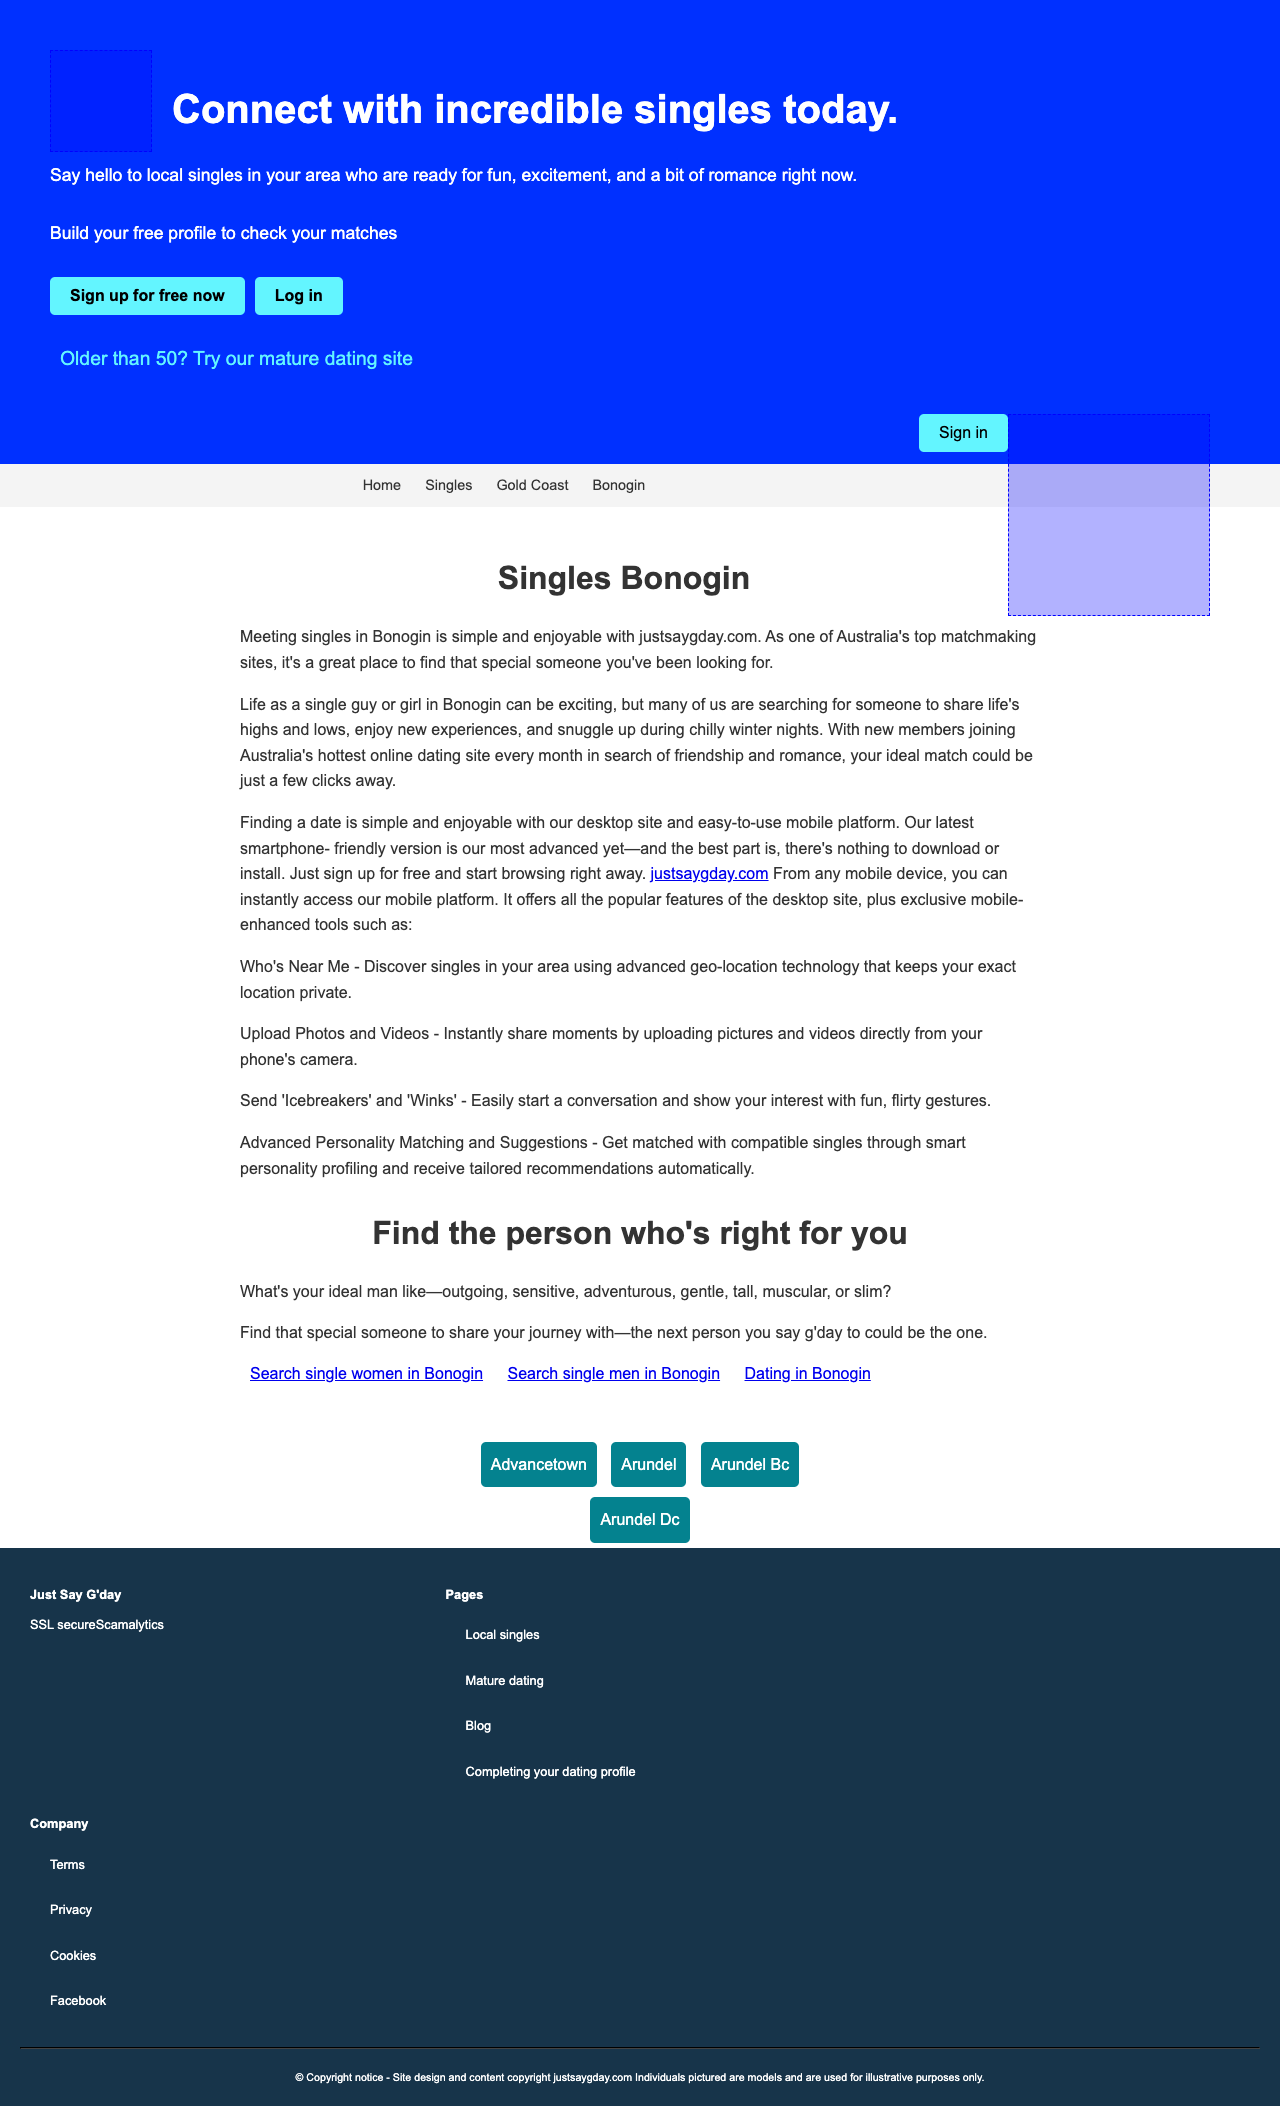 Connect with incredible singles today.
Say hello to local singles in your area who are ready for fun, excitement, and a bit of romance right now.
Build your free profile to check your matches
Sign up for free now
Log in
Older than 50? Try our mature dating site
Sign in
Home Singles Gold Coast Bonogin
Singles Bonogin
Meeting singles in Bonogin is simple and enjoyable with justsaygday.com. As one of Australia's top matchmaking
sites, it's a great place to find that special someone you've been looking for.
Life as a single guy or girl in Bonogin can be exciting, but many of us are searching for someone to share life's
highs and lows, enjoy new experiences, and snuggle up during chilly winter nights. With new members joining
Australia's hottest online dating site every month in search of friendship and romance, your ideal match could be
just a few clicks away.
Finding a date is simple and enjoyable with our desktop site and easy-to-use mobile platform. Our latest
smartphone- friendly version is our most advanced yet—and the best part is, there's nothing to download or
install. Just sign up for free and start browsing right away. justsaygday.com From any mobile device, you can
instantly access our mobile platform. It offers all the popular features of the desktop site, plus exclusive mobile-
enhanced tools such as:
Who's Near Me - Discover singles in your area using advanced geo-location technology that keeps your exact
location private.
Upload Photos and Videos - Instantly share moments by uploading pictures and videos directly from your
phone's camera.
Send 'Icebreakers' and 'Winks' - Easily start a conversation and show your interest with fun, flirty gestures.
Advanced Personality Matching and Suggestions - Get matched with compatible singles through smart
personality profiling and receive tailored recommendations automatically.
Find the person who's right for you
What's your ideal man like—outgoing, sensitive, adventurous, gentle, tall, muscular, or slim?
Find that special someone to share your journey with—the next person you say g'day to could be the one.
Search single women in Bonogin Search single men in Bonogin Dating in Bonogin
Advancetown Arundel Arundel Bc
Arundel Dc
Just Say G'day
SSL secureScamalytics
Pages
Local singles
Mature dating
Blog
Completing your dating profile
Company
Terms
Privacy
Cookies
Facebook
© Copyright notice - Site design and content copyright justsaygday.com Individuals pictured are models and are used for illustrative purposes only.